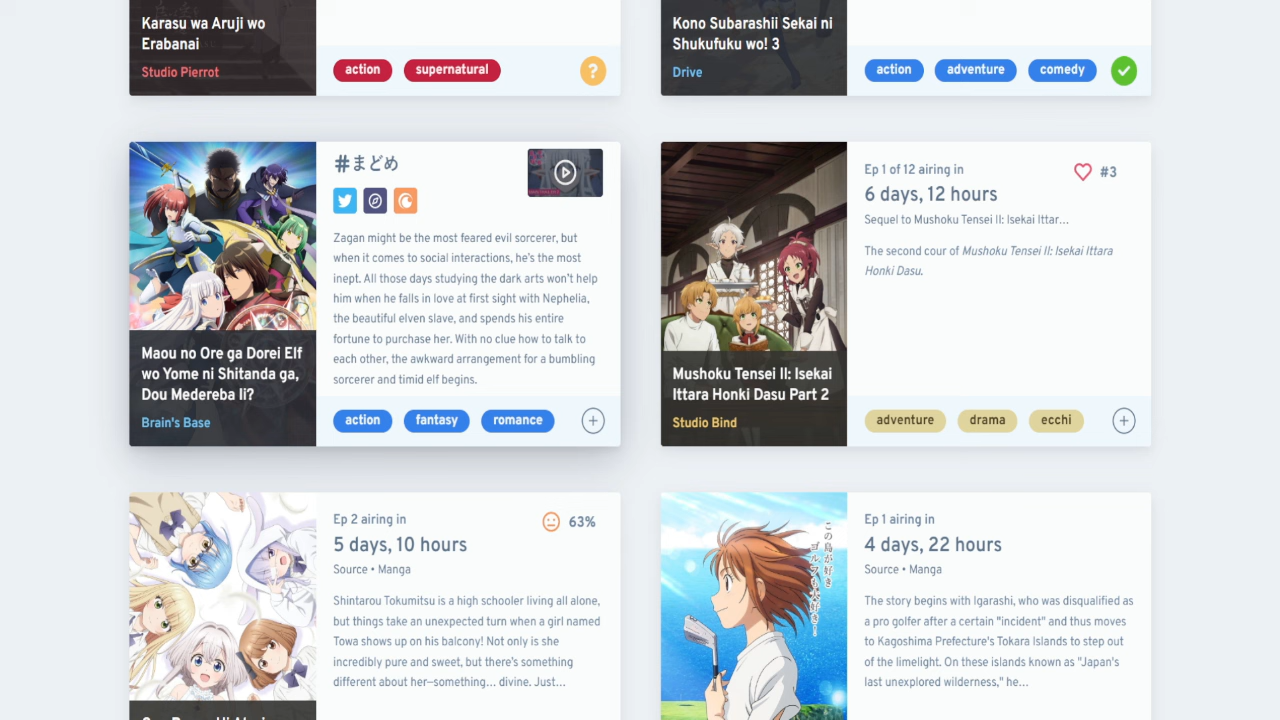 Karasu wa Aruji wo
Erabanai
Studio Pierrot
action
supernatural
?
Kono Subarashii Sekai ni
Shukufuku wo! 3
Drive
action
adventure
comedy
Maou no Ore ga Dorei Elf
wo Yome ni Shitanda ga,
Dou Medereba Ii?
Brain's Base
#まどめ
Zagan might be the most feared evil sorcerer, but
when it comes to social interactions, he's the most
inept. All those days studying the dark arts won't help
him when he falls in love at first sight with Nephelia,
the beautiful elven slave, and spends his entire
fortune to purchase her. With no clue how to talk to
each other, the awkward arrangement for a bumbling
sorcerer and timid elf begins.
action
fantasy
romance
Mushoku Tensei II: Isekai
Ittara Honki Dasu Part 2
Studio Bind
Ep 1 of 12 airing in
6 days, 12 hours
#3
Sequel to Mushoku Tensei II: Isekai Ittar...
The second cour of Mushoku Tensei II: Isekai Ittara
Honki Dasu.
adventure
drama
ecchi
Ep 2 airing in
5 days, 10 hours
63%
Source • Manga
Shintarou Tokumitsu is a high schooler living all alone,
but things take an unexpected turn when a girl named
Towa shows up on his balcony! Not only is she
incredibly pure and sweet, but there's something
different about her—something... divine. Just...
この島が好き
ゴルフも大好き!
Ep 1 airing in
4 days, 22 hours
Source • Manga
The story begins with Igarashi, who was disqualified as
a pro golfer after a certain "incident" and thus moves
to Kagoshima Prefecture's Tokara Islands to step out
of the limelight. On these islands known as "Japan's
last unexplored wilderness," he...